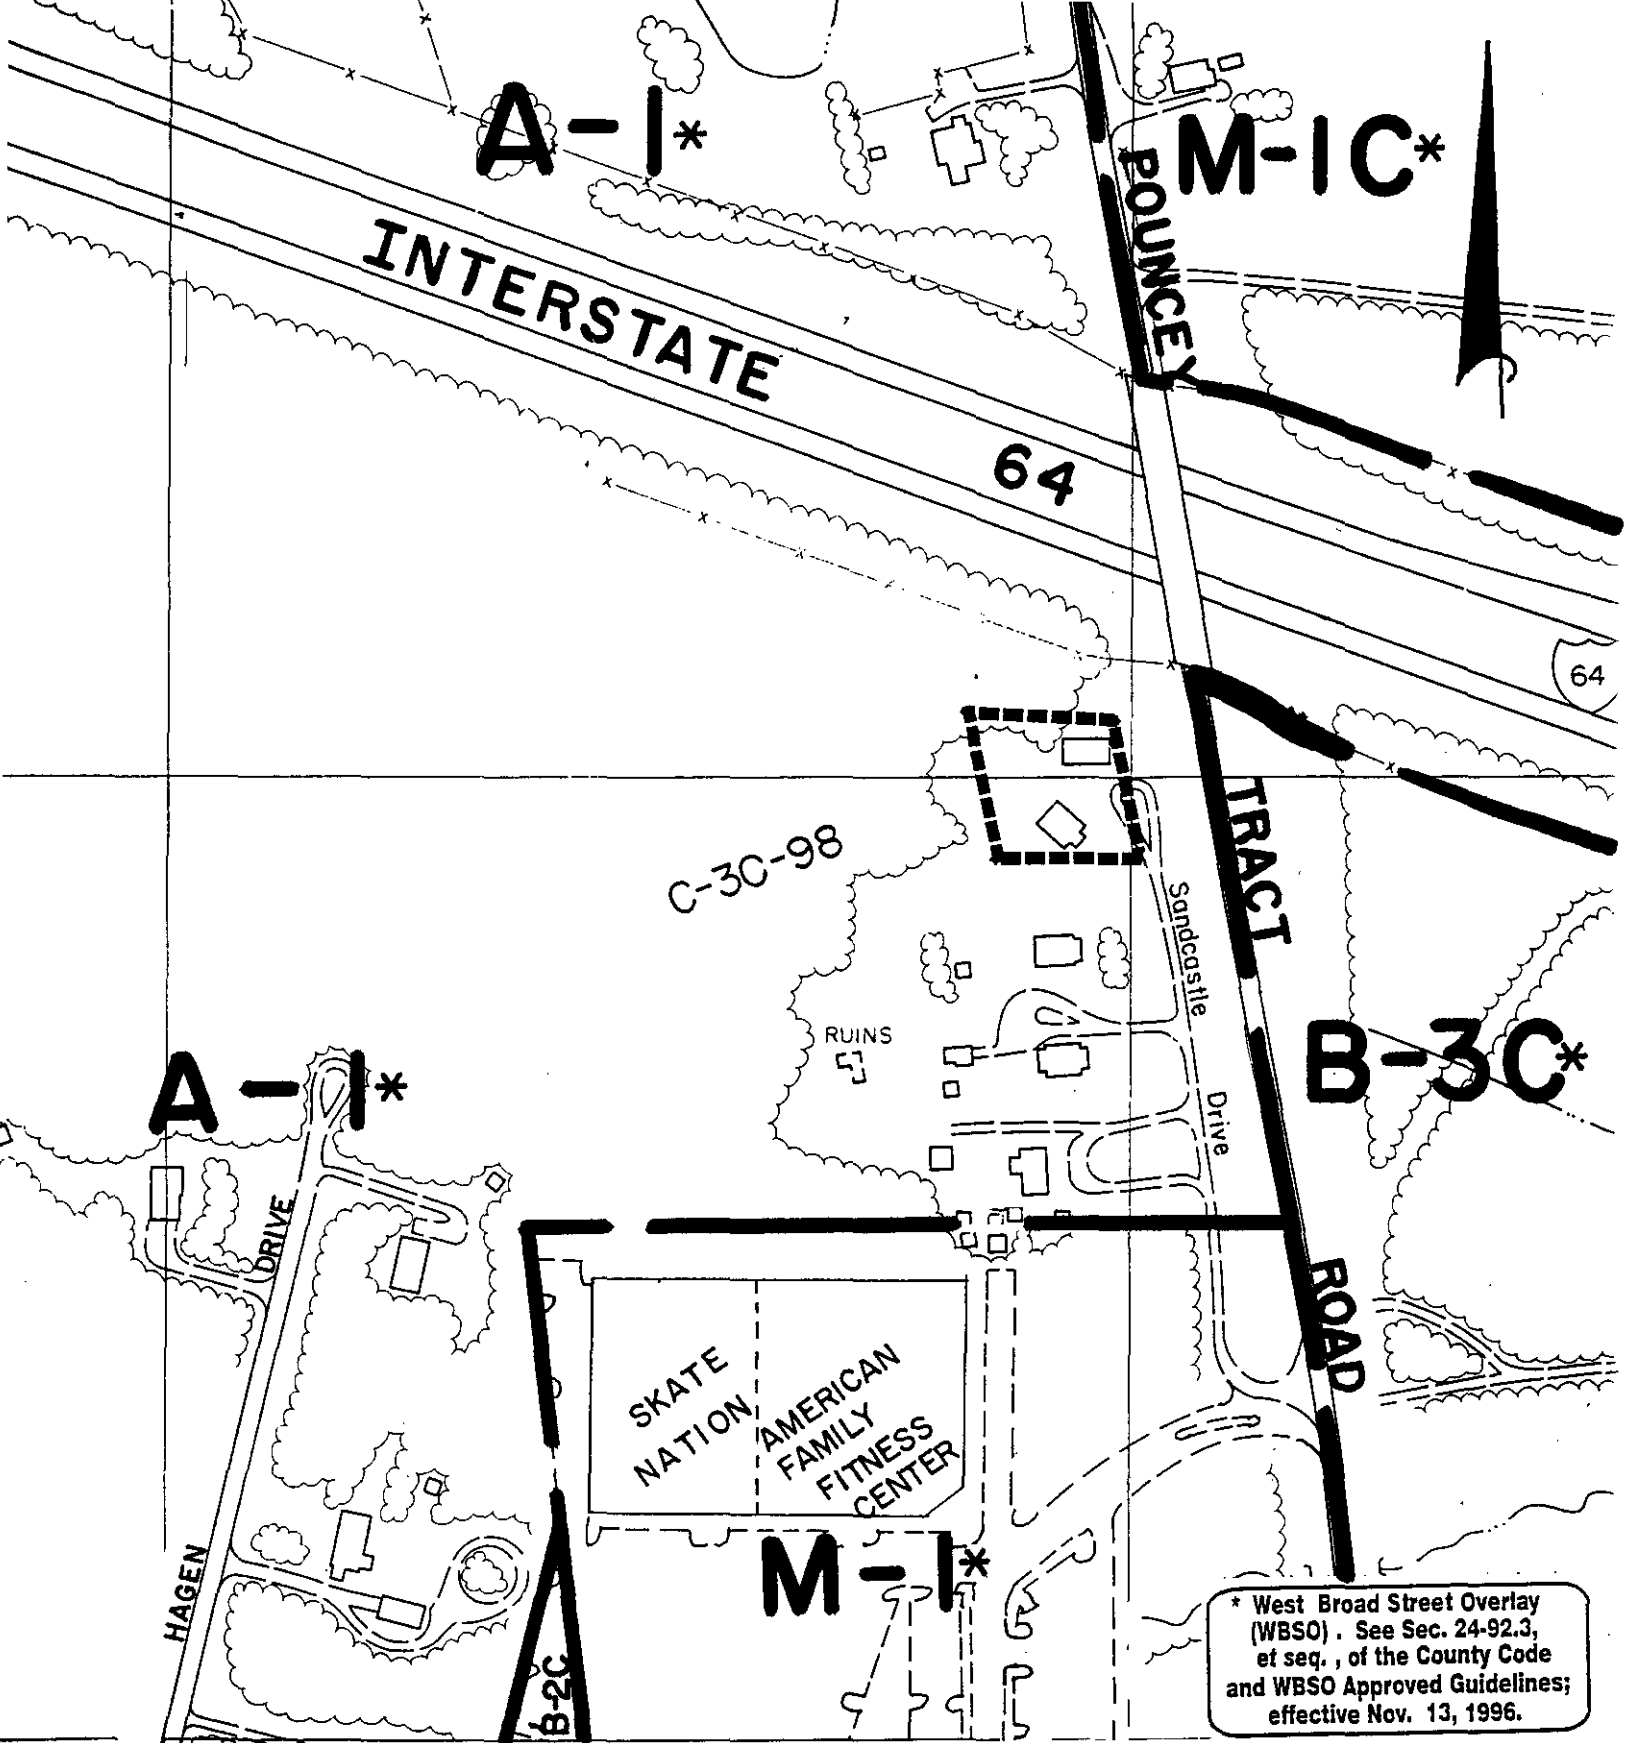 A-1*
M-1C*
POUNCEY
INTERSTATE
64
64
TRACT
C-3C-98
Sandcastle
Drive
RUINS
B-3C*
A-1*
DRIVE
ROAD
SKATE
NATION
AMERICAN
FAMILY
FITNESS
CENTER
HAGEN
M-1*
B-2C
* West Broad Street Overlay
(WBSO). See Sec. 24-92.3,
et seq., of the County Code
and WBSO Approved Guidelines;
effective Nov. 13, 1996.